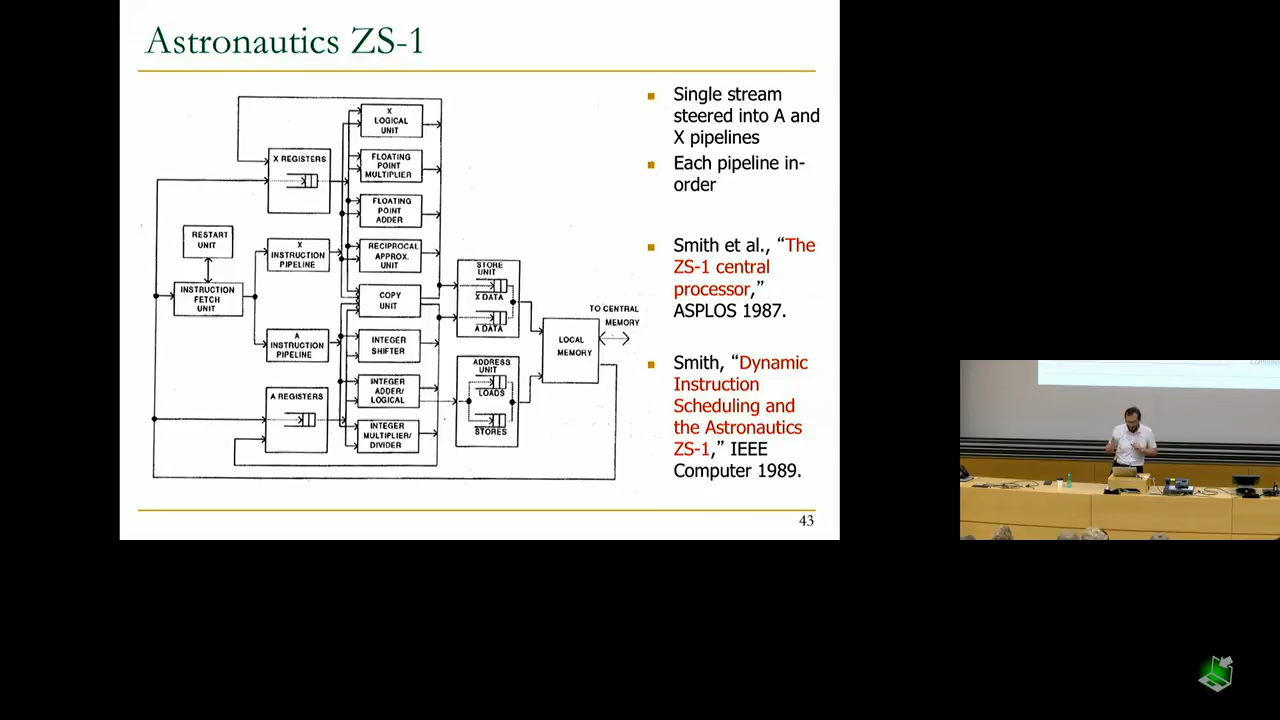 Astronautics ZS-1
X
LOGICAL
UNIT
X REGISTERS
FLOATING
POINT
MULTIPLIER
FLOATING
POINT
ADDER
RESTART
UNIT
X
INSTRUCTION
PIPELINE
RECIPROCAL
APPROX.
UNIT
INSTRUCTION
FETCH
UNIT
COPY
UNIT
STORE
UNIT
X DATA
A DATA
TO CENTRAL
MEMORY
A
INSTRUCTION
PIPELINE
INTEGER
SHIFTER
LOCAL
MEMORY
ADDRESS
UNIT
LOADS
STORES
A REGISTERS
INTEGER
ADDER/
LOGICAL
INTEGER
MULTIPLIER/
DIVIDER
Single stream
steered into A and
X pipelines
Each pipeline in-
order
Smith et al., “The
ZS-1 central
processor,”
ASPLOS 1987.
Smith, “Dynamic
Instruction
Scheduling and
the Astronautics
ZS-1,” IEEE
Computer 1989.
43